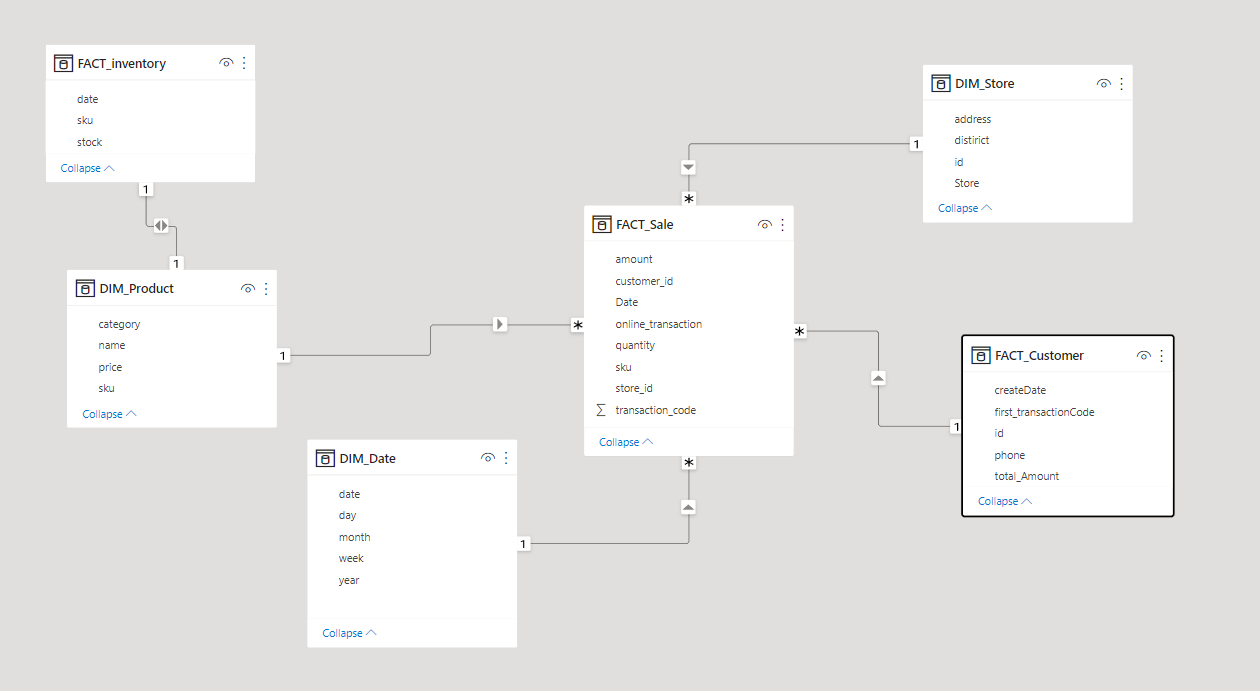 FACT_inventory
date
sku
stock
Collapse
1
1
DIM_Product
category
name
price
sku
Collapse
1
*
DIM_Date
date
day
month
week
year
Collapse
1
*
FACT_Sale
amount
customer_id
Date
online_transaction
quantity
sku
store_id
Σ transaction_code
Collapse
*
1
DIM_Store
address
distirict
id
Store
Collapse
*
1
FACT_Customer
createDate
first_transactionCode
id
phone
total_Amount
Collapse